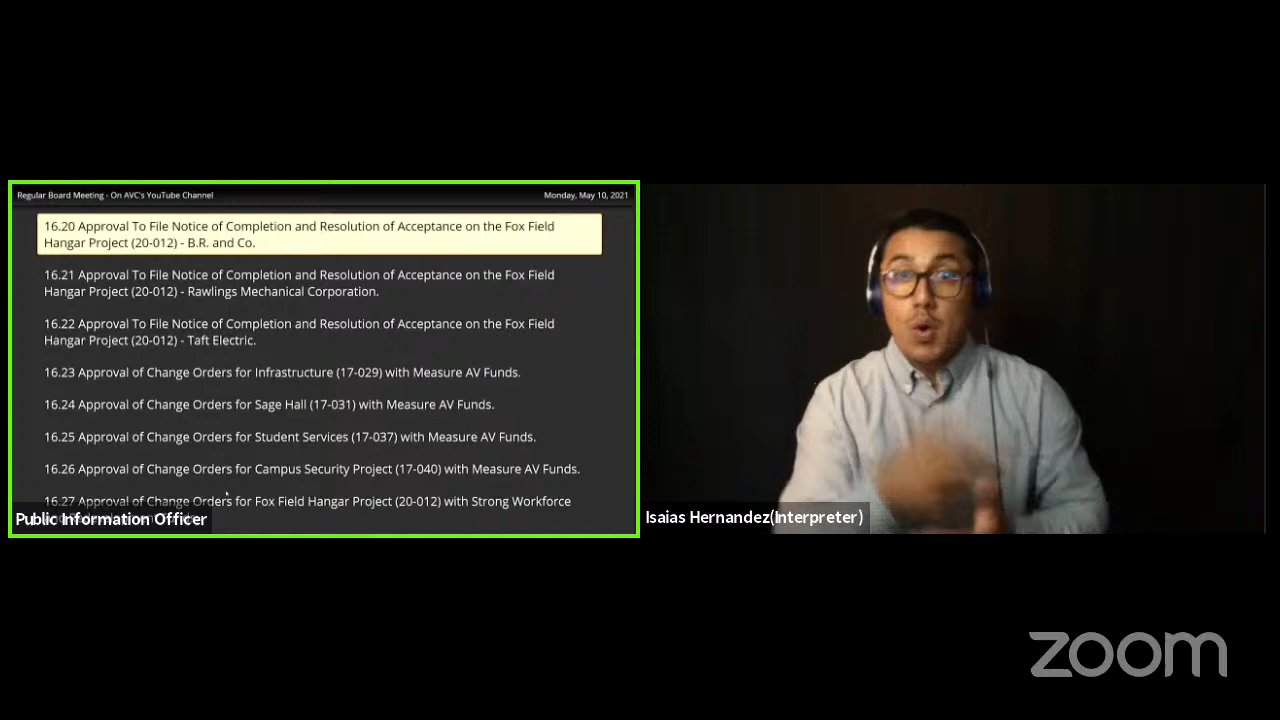 Regular Board Meeting - On AVC's YouTube Channel
Monday, May 10, 2021
16.20 Approval To File Notice of Completion and Resolution of Acceptance on the Fox Field
Hangar Project (20-012) - B.R. and Co.
16.21 Approval To File Notice of Completion and Resolution of Acceptance on the Fox Field
Hangar Project (20-012) - Rawlings Mechanical Corporation.
16.22 Approval To File Notice of Completion and Resolution of Acceptance on the Fox Field
Hangar Project (20-012) - Taft Electric.
16.23 Approval of Change Orders for Infrastructure (17-029) with Measure AV Funds.
16.24 Approval of Change Orders for Sage Hall (17-031) with Measure AV Funds.
16.25 Approval of Change Orders for Student Services (17-037) with Measure AV Funds.
16.26 Approval of Change Orders for Campus Security Project (17-040) with Measure AV Funds.
16.27 Approval of Change Orders for Fox Field Hangar Project (20-012) with Strong Workforce
Public Information Officer
Isaias Hernandez(Interpreter)
zoom